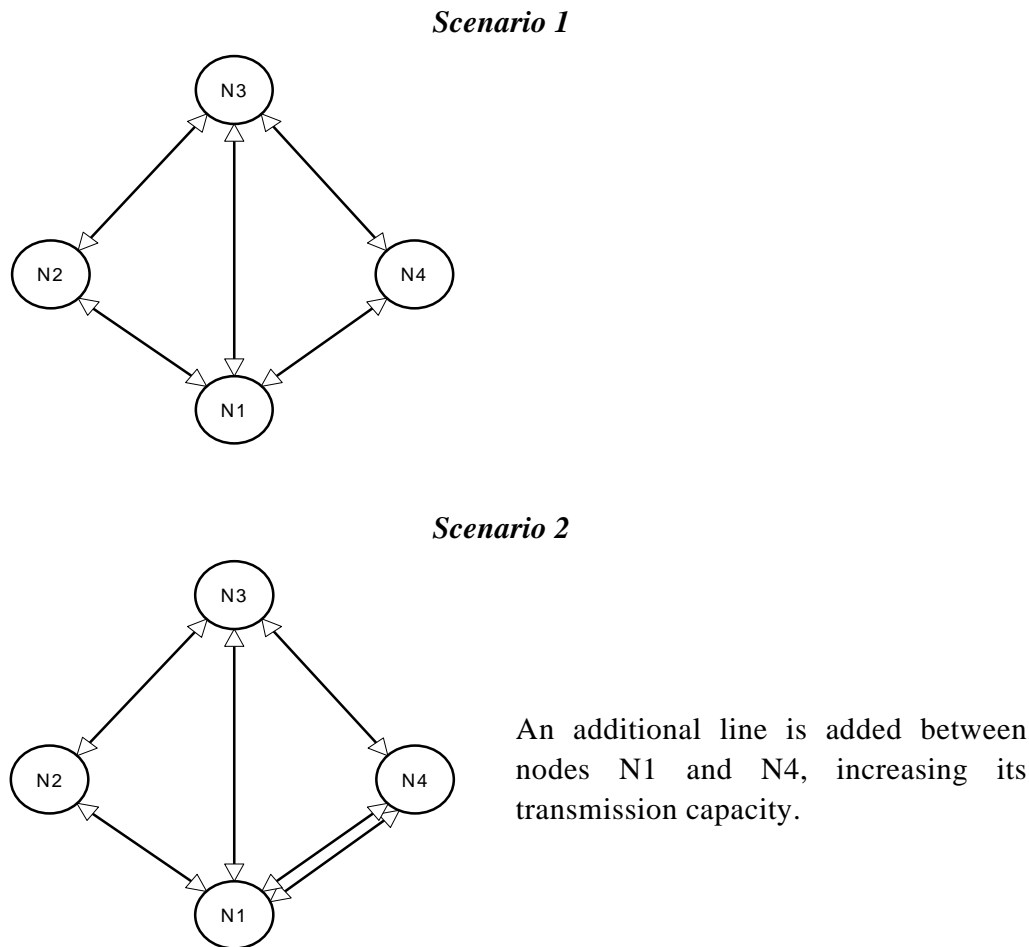 Scenario 1
N3
N2
N4
N1
Scenario 2
N3
An additional line is added between
nodes N1 and N4, increasing its
transmission capacity.
N2
N4
N1